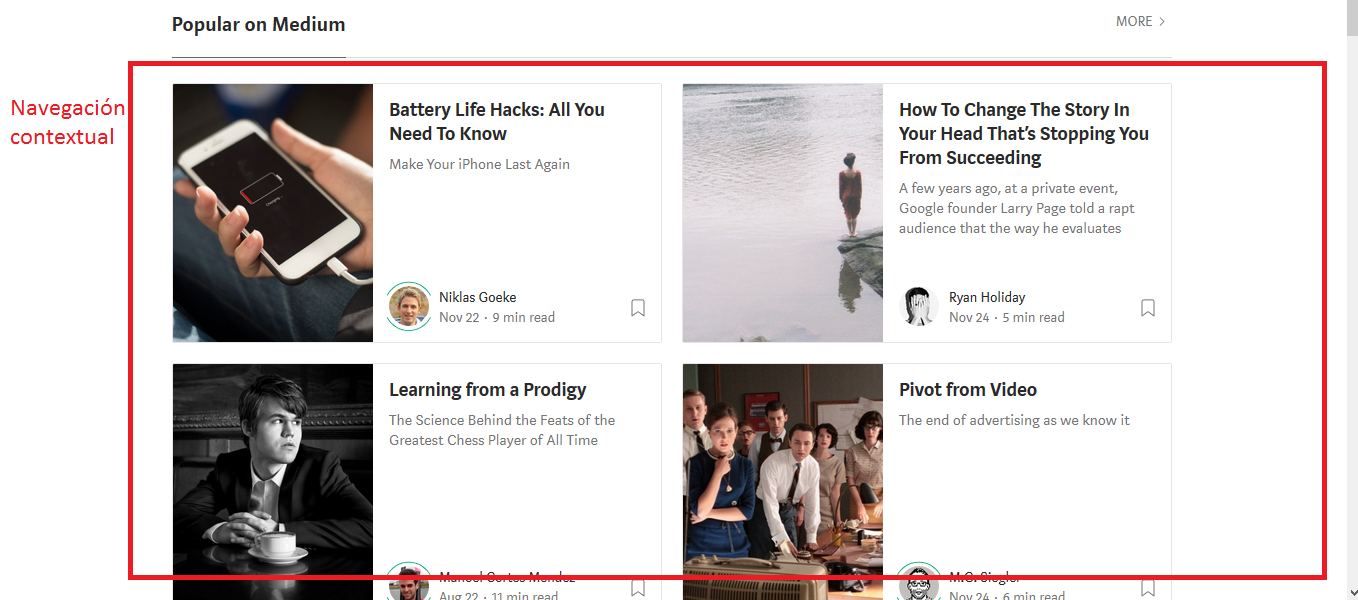 Popular on Medium
MORE
Navegación
contextual
Battery Life Hacks: All You
Need To Know
Make Your iPhone Last Again
Niklas Goeke
Nov 22 · 9 min read
How To Change The Story In
Your Head That’s Stopping You
From Succeeding
A few years ago, at a private event,
Google founder Larry Page told a rapt
audience that the way he evaluates
Ryan Holiday
Nov 24 · 5 min read
Learning from a Prodigy
The Science Behind the Feats of the
Greatest Chess Player of All Time
Aug 22 · 11 min read
Pivot from Video
The end of advertising as we know it
M.G. Siegler
Nov 24 · 6 min read